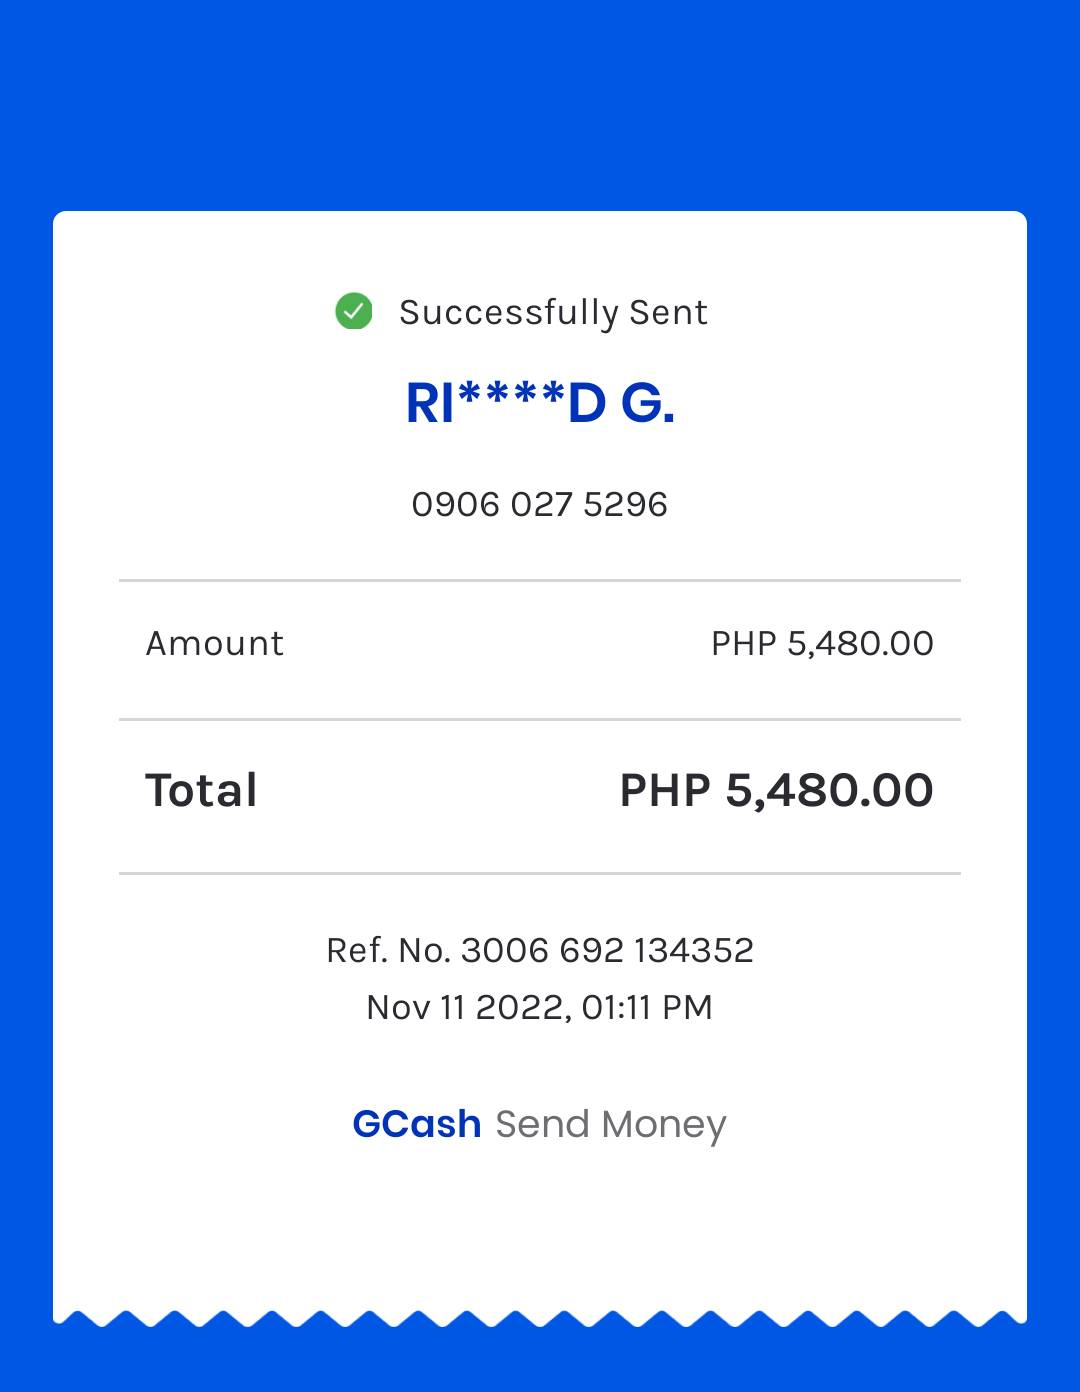 Successfully Sent
RI****D G.
0906 027 5296
Amount PHP 5,480.00
Total PHP 5,480.00
Ref. No. 3006 692 134352
Nov 11 2022, 01:11 PM
GCash Send Money